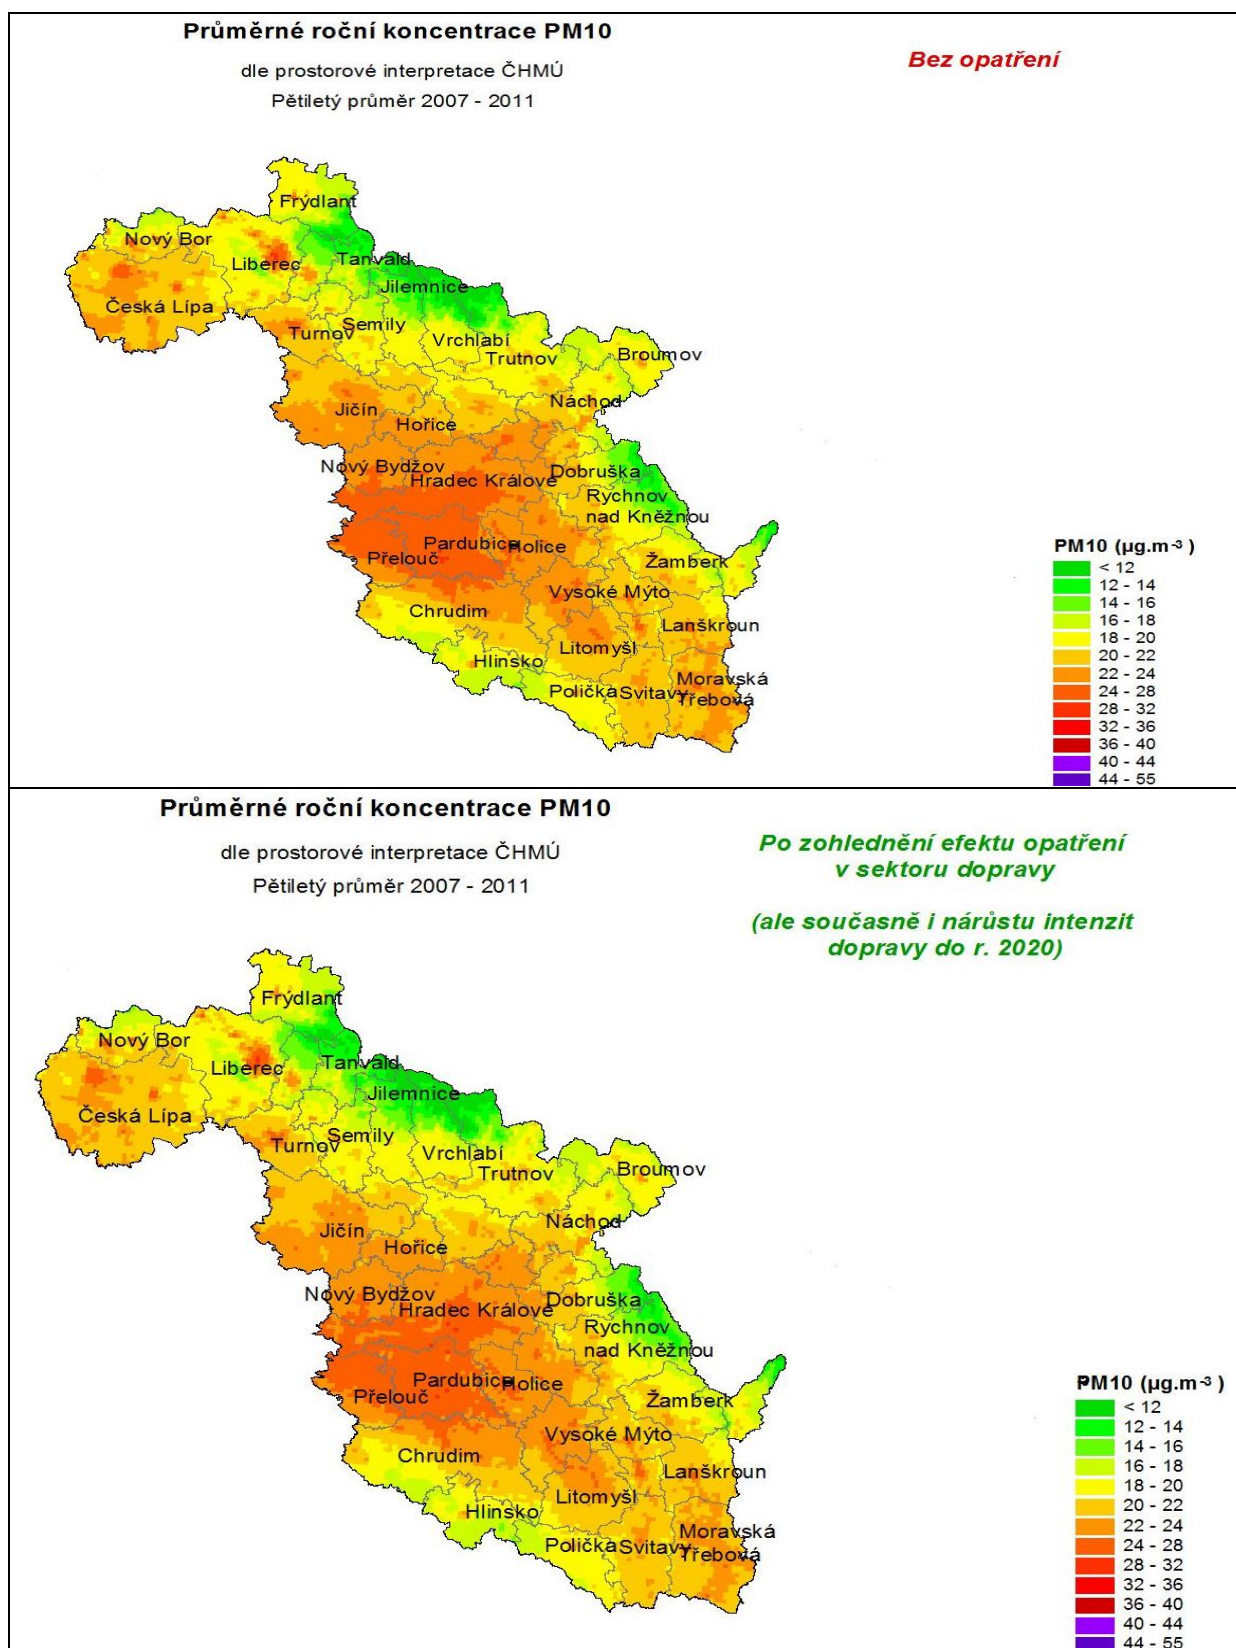 Průměrné roční koncentrace PM10
Bez opatření
dle prostorové interpretace ČHMÚ
Pětiletý průměr 2007 - 2011
Frýdlant
Nový Bor
Liberec
Tanvald
Jilemnice
Česká Lípa
Turnov
Semily
Vrchlabí
Trutnov
Broumov
Jičín
Náchod
Hořice
Nový Bydžov
Hradec Králové
Dobruška
Rychnov
nad Kněžnou
Pardubice
Holice
Přelouč
Žamberk
Vysoké Mýto
Chrudim
Lanškroun
Litomyšl
Hlinsko
Polička
Svitavy
Moravská
Třebová
PM10 (µg.m-3 )
< 12
12 - 14
14 - 16
16 - 18
18 - 20
20 - 22
22 - 24
24 - 28
28 - 32
32 - 36
36 - 40
40 - 44
44 - 55
Průměrné roční koncentrace PM10
dle prostorové interpretace ČHMÚ
Pětiletý průměr 2007 - 2011
Po zohlednění efektu opatření
v sektoru dopravy
(ale současně i nárůstu intenzit
dopravy do r. 2020)
Frýdlant
Nový Bor
Liberec
Tanvald
Jilemnice
Česká Lípa
Turnov
Semily
Vrchlabí
Trutnov
Broumov
Jičín
Náchod
Hořice
Nový Bydžov
Hradec Králové
Dobruška
Rychnov
nad Kněžnou
Pardubice
Holice
Přelouč
Žamberk
Vysoké Mýto
Chrudim
Lanškroun
Litomyšl
Hlinsko
Polička
Svitavy
Moravská
Třebová
PM10 (µg.m-3 )
< 12
12 - 14
14 - 16
16 - 18
18 - 20
20 - 22
22 - 24
24 - 28
28 - 32
32 - 36
36 - 40
40 - 44
44 - 55